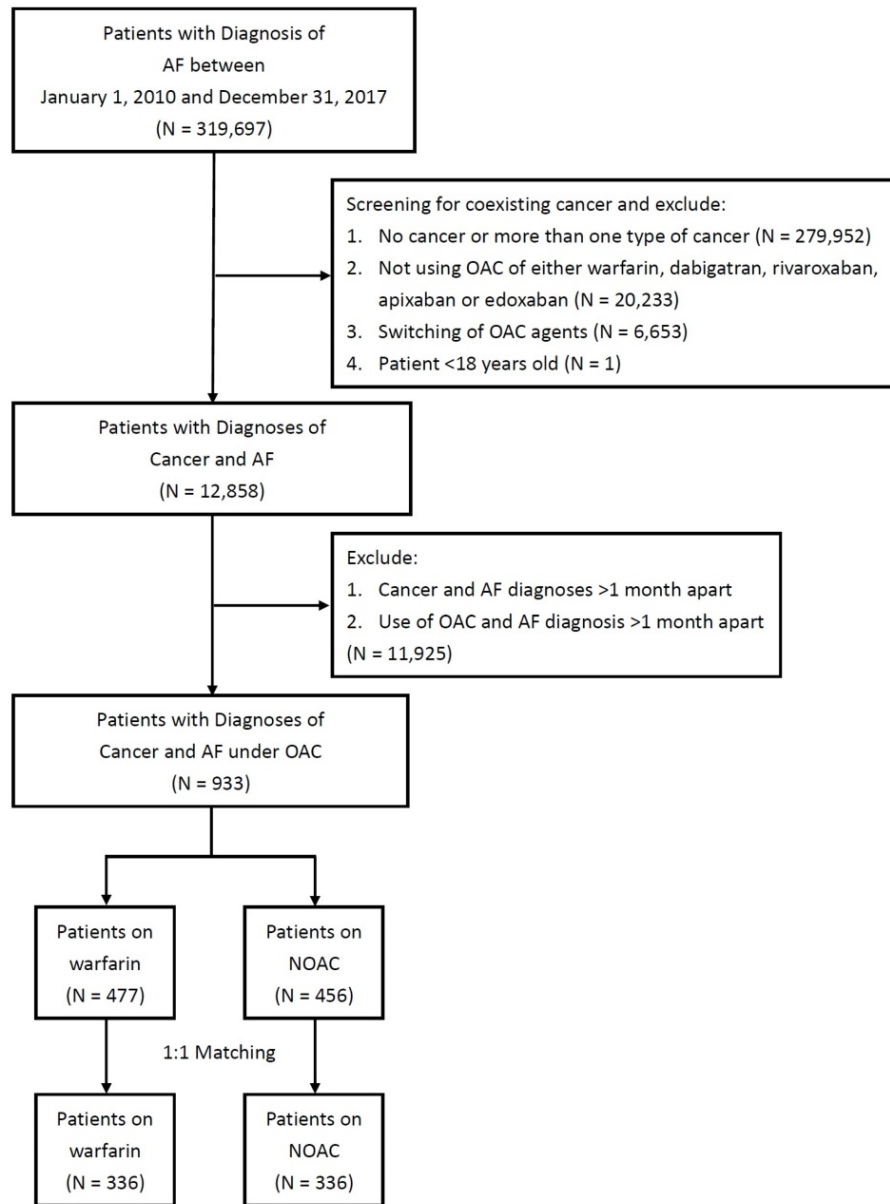 Patients with Diagnosis of
AF between
January 1, 2010 and December 31, 2017
(N = 319,697)
Screening for coexisting cancer and exclude:
1. No cancer or more than one type of cancer (N = 279,952)
2. Not using OAC of either warfarin, dabigatran, rivaroxaban,
apixaban or edoxaban (N = 20,233)
3. Switching of OAC agents (N = 6,653)
4. Patient <18 years old (N = 1)
Patients with Diagnoses of
Cancer and AF
(N = 12,858)
Exclude:
1. Cancer and AF diagnoses >1 month apart
2. Use of OAC and AF diagnosis >1 month apart
(N = 11,925)
Patients with Diagnoses of
Cancer and AF under OAC
(N = 933)
Patients on
warfarin
(N = 477)
Patients on
NOAC
(N = 456)
1:1 Matching
Patients on
warfarin
(N = 336)
Patients on
NOAC
(N = 336)